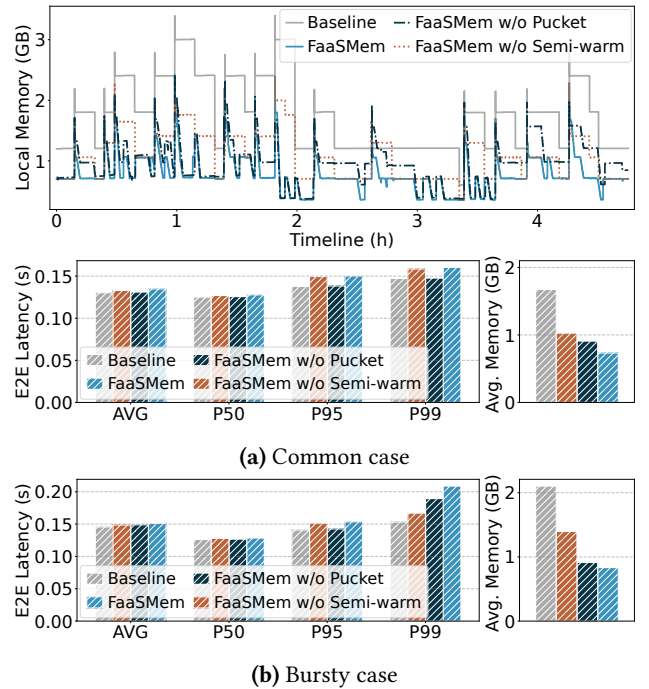 Baseline
FaaSMem w/o Pucket
FaaSMem
FaaSMem w/o Semi-warm
Local Memory (GB)
3
2
1
0
1
2
3
4
Timeline (h)
E2E Latency (s)
0.15
0.10
0.05
0.00
Baseline
FaaSMem w/o Pucket
FaaSMem
FaaSMem w/o Semi-warm
AVG
P50
P95
P99
Avg. Memory (GB)
2
1
0
(a) Common case
E2E Latency (s)
0.20
0.15
0.10
0.05
0.00
Baseline
FaaSMem w/o Pucket
FaaSMem
FaaSMem w/o Semi-warm
AVG
P50
P95
P99
Avg. Memory (GB)
2
1
0
(b) Bursty case